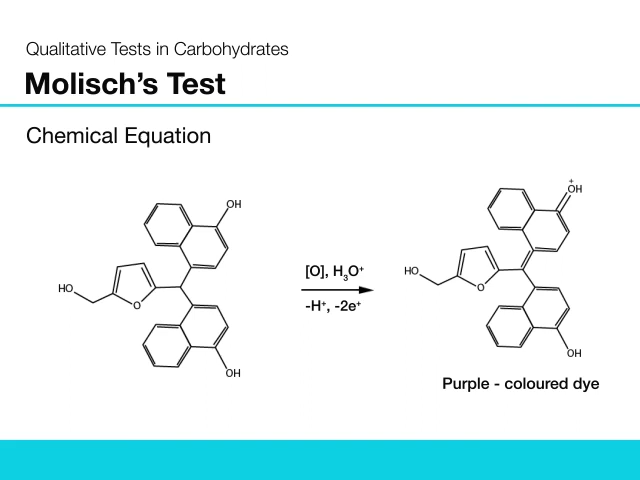 Qualitative Tests in Carbohydrates
Molisch's Test
Chemical Equation
OH
HO
O
OH
[O], H₃O⁺
-H⁺, -2e⁺
+
OH
HO
O
OH
Purple - coloured dye